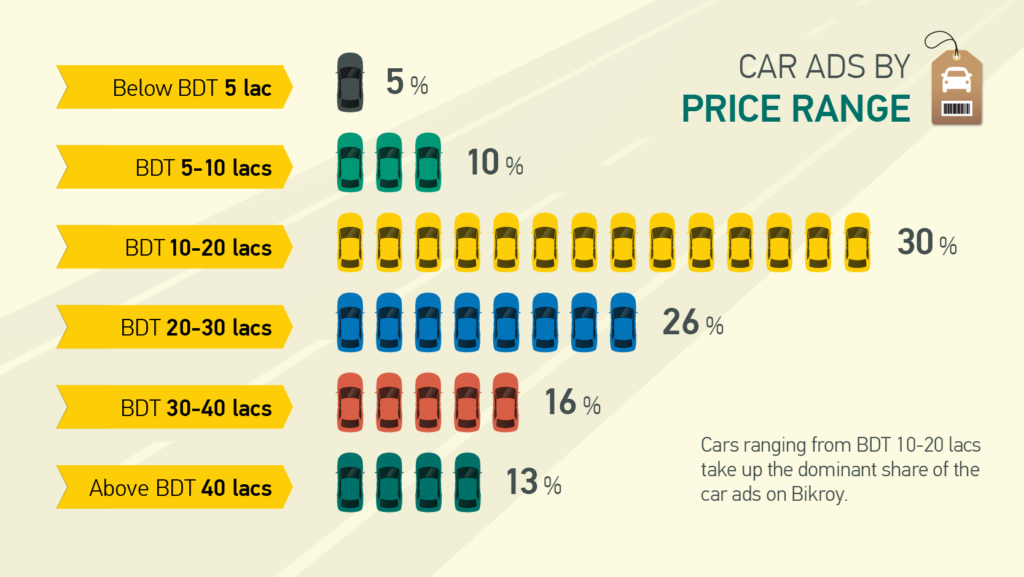 CAR ADS BY
PRICE RANGE
Below BDT 5 lac
5 %
BDT 5-10 lacs
10 %
BDT 10-20 lacs
30 %
BDT 20-30 lacs
26 %
BDT 30-40 lacs
16 %
Above BDT 40 lacs
13 %
Cars ranging from BDT 10-20 lacs
take up the dominant share of the
car ads on Bikroy.